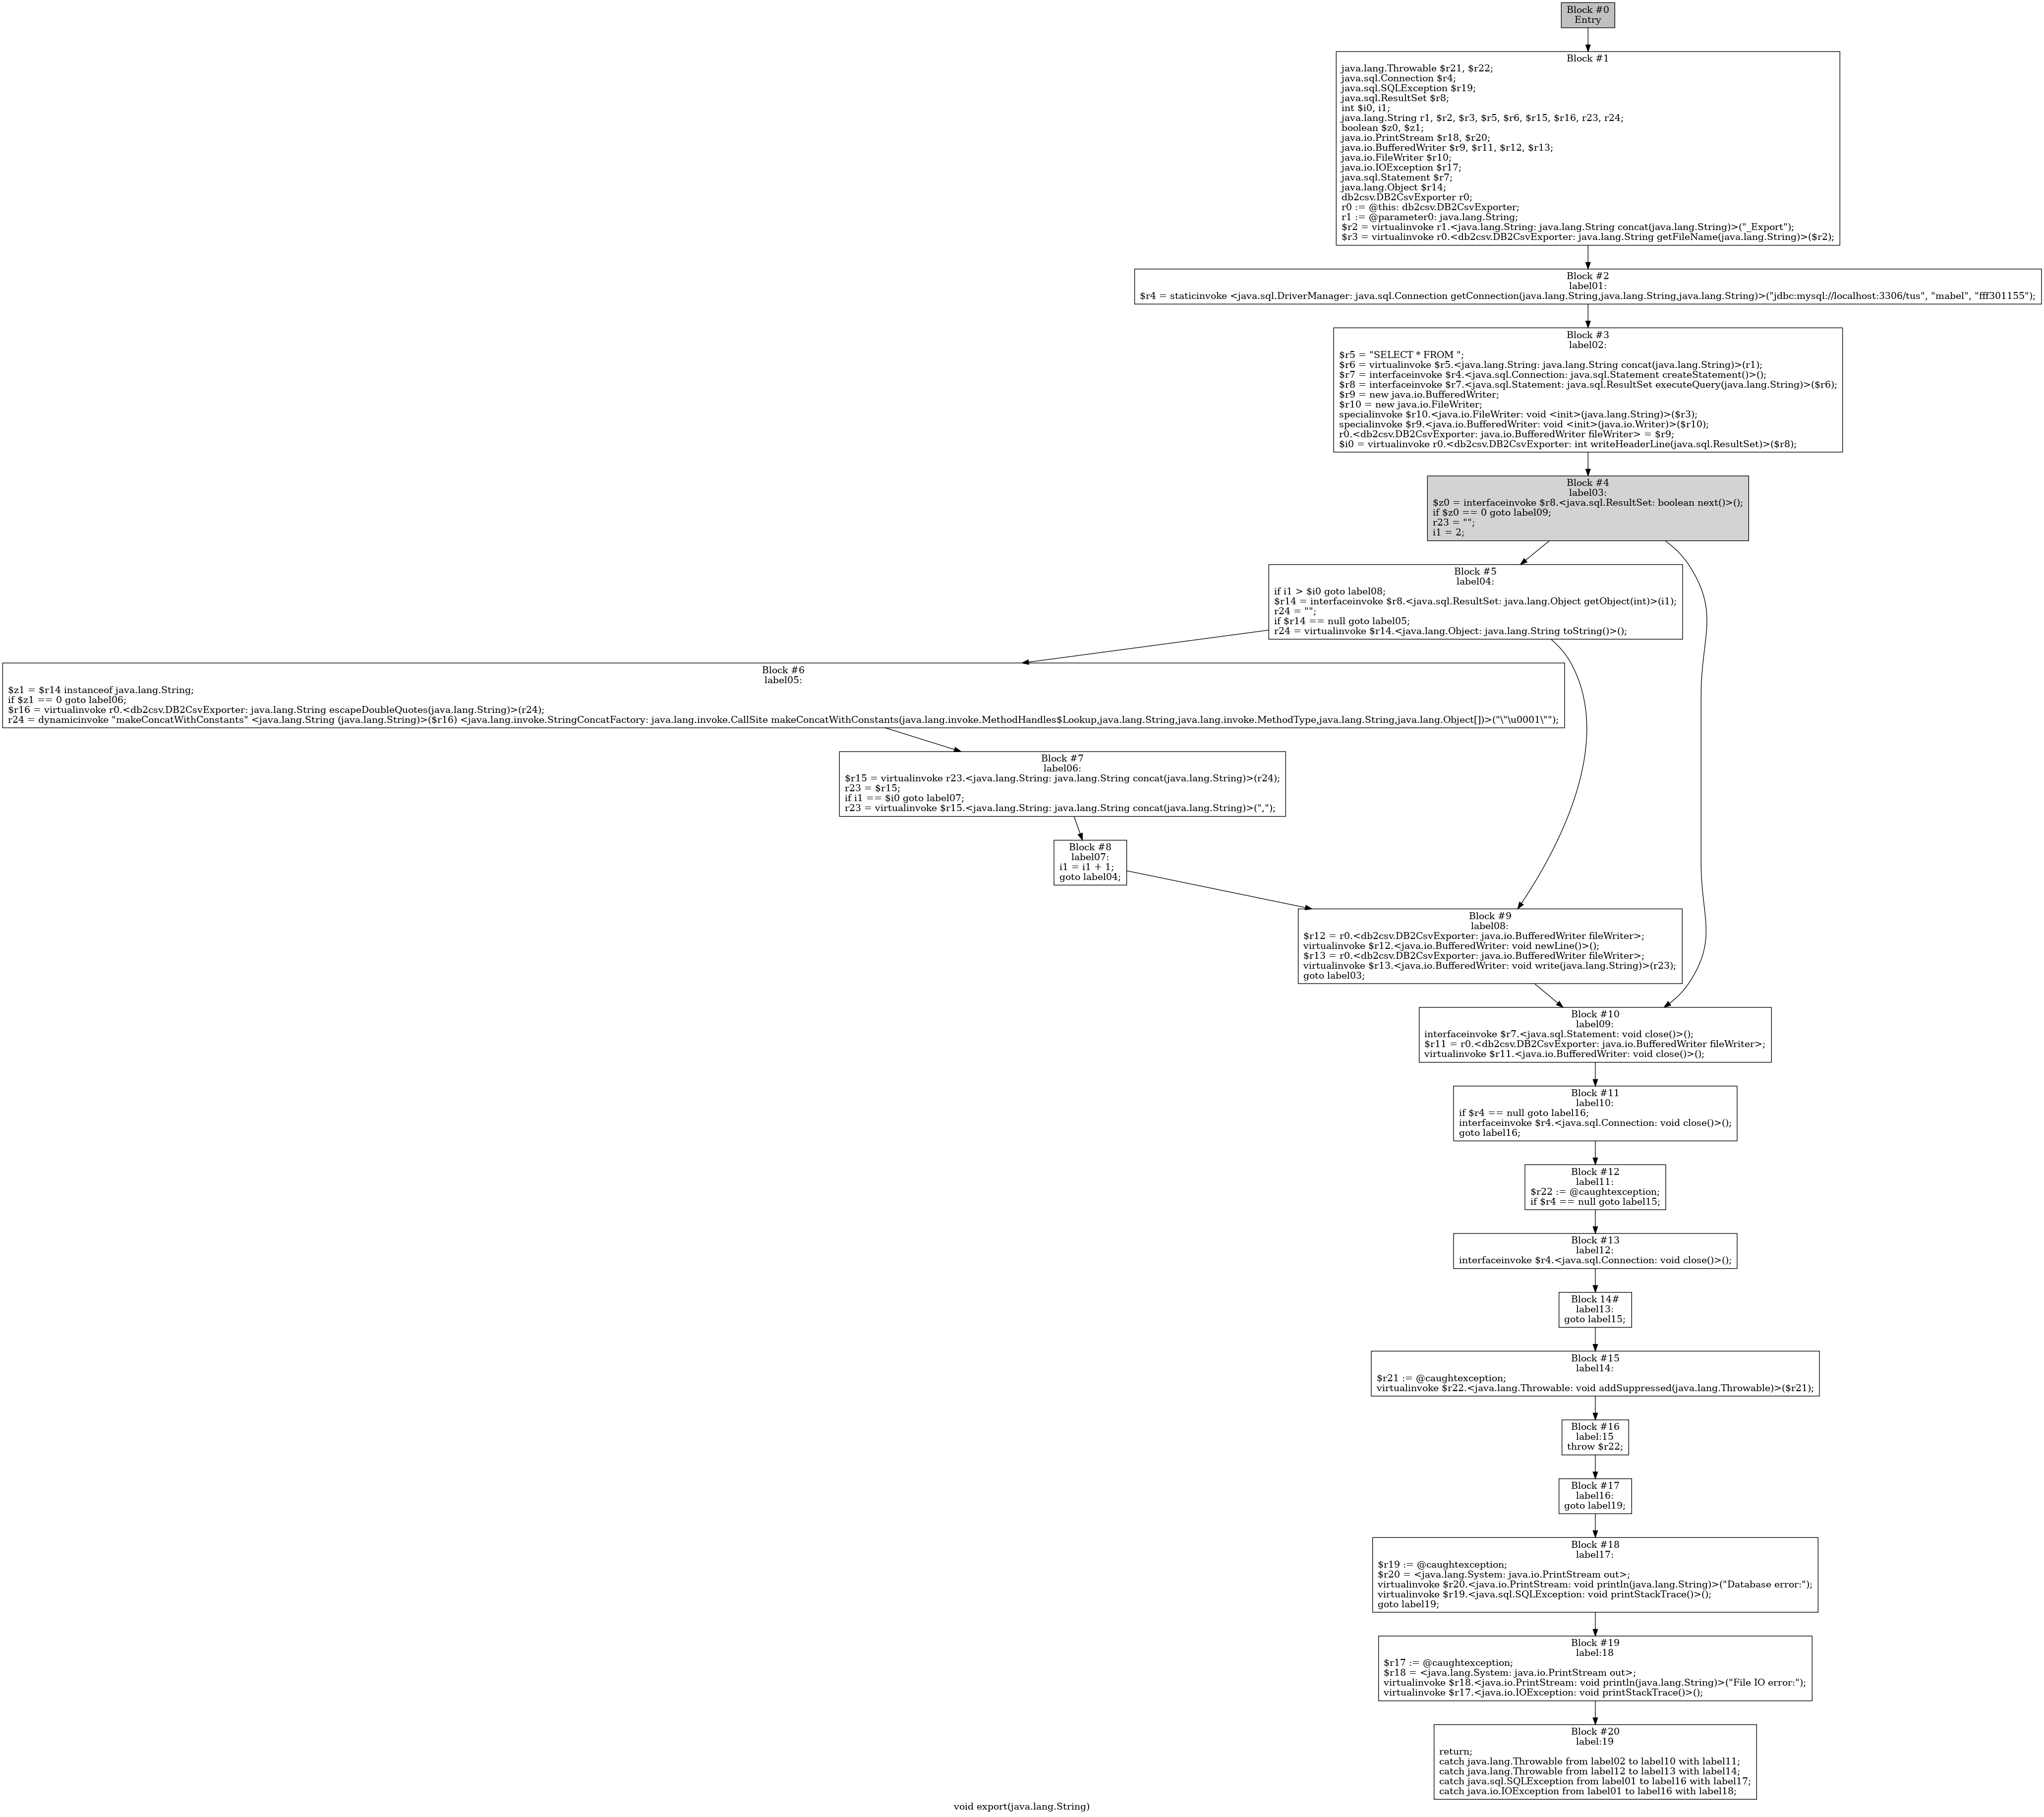 Block #0
Entry
Block #1
java.lang.Throwable $r21, $r22;
java.sql.Connection $r4;
java.sql.SQLException $r19;
java.sql.ResultSet $r8;
int $i0, i1;
java.lang.String r1, $r2, $r3, $r5, $r6, $r15, $r16, r23, r24;
boolean $z0, $z1;
java.io.PrintStream $r18, $r20;
java.io.BufferedWriter $r9, $r11, $r12, $r13;
java.io.FileWriter $r10;
java.io.IOException $r17;
java.sql.Statement $r7;
java.lang.Object $r14;
db2csv.DB2CsvExporter r0;
r0 := @this: db2csv.DB2CsvExporter;
r1 := @parameter0: java.lang.String;
$r2 = virtualinvoke r1.<java.lang.String: java.lang.String concat(java.lang.String)>("_Export");
$r3 = virtualinvoke r0.<db2csv.DB2CsvExporter: java.lang.String getFileName(java.lang.String)>($r2);
Block #2
label01:
$r4 = staticinvoke <java.sql.DriverManager: java.sql.Connection getConnection(java.lang.String,java.lang.String,java.lang.String)>("jdbc:mysql://localhost:3306/tus", "mabel", "fff301155");
Block #3
label02:
$r5 = "SELECT * FROM ";
$r6 = virtualinvoke $r5.<java.lang.String: java.lang.String concat(java.lang.String)>(r1);
$r7 = interfaceinvoke $r4.<java.sql.Connection: java.sql.Statement createStatement()>();
$r8 = interfaceinvoke $r7.<java.sql.Statement: java.sql.ResultSet executeQuery(java.lang.String)>($r6);
$r9 = new java.io.BufferedWriter;
$r10 = new java.io.FileWriter;
specialinvoke $r10.<java.io.FileWriter: void <init>(java.lang.String)>($r3);
specialinvoke $r9.<java.io.BufferedWriter: void <init>(java.io.Writer)>($r10);
r0.<db2csv.DB2CsvExporter: java.io.BufferedWriter fileWriter> = $r9;
$i0 = virtualinvoke r0.<db2csv.DB2CsvExporter: int writeHeaderLine(java.sql.ResultSet)>($r8);
Block #4
label03:
$z0 = interfaceinvoke $r8.<java.sql.ResultSet: boolean next()>();
if $z0 == 0 goto label09;
r23 = "";
i1 = 2;
Block #5
label04:
if i1 > $i0 goto label08;
$r14 = interfaceinvoke $r8.<java.sql.ResultSet: java.lang.Object getObject(int)>(i1);
r24 = "";
if $r14 == null goto label05;
r24 = virtualinvoke $r14.<java.lang.Object: java.lang.String toString()>();
Block #6
label05:
$z1 = $r14 instanceof java.lang.String;
if $z1 == 0 goto label06;
$r16 = virtualinvoke r0.<db2csv.DB2CsvExporter: java.lang.String escapeDoubleQuotes(java.lang.String)>(r24);
r24 = dynamicinvoke "makeConcatWithConstants" <java.lang.String (java.lang.String)>($r16) <java.lang.invoke.StringConcatFactory: java.lang.invoke.CallSite makeConcatWithConstants(java.lang.invoke.MethodHandles$Lookup,java.lang.String,java.lang.invoke.MethodType,java.lang.String,java.lang.Object[])>("\"\u0001\"");
Block #7
label06:
$r15 = virtualinvoke r23.<java.lang.String: java.lang.String concat(java.lang.String)>(r24);
r23 = $r15;
if i1 == $i0 goto label07;
r23 = virtualinvoke $r15.<java.lang.String: java.lang.String concat(java.lang.String)>(",");
Block #8
label07:
i1 = i1 + 1;
goto label04;
Block #9
label08:
$r12 = r0.<db2csv.DB2CsvExporter: java.io.BufferedWriter fileWriter>;
virtualinvoke $r12.<java.io.BufferedWriter: void newLine()>();
$r13 = r0.<db2csv.DB2CsvExporter: java.io.BufferedWriter fileWriter>;
virtualinvoke $r13.<java.io.BufferedWriter: void write(java.lang.String)>(r23);
goto label03;
Block #10
label09:
interfaceinvoke $r7.<java.sql.Statement: void close()>();
$r11 = r0.<db2csv.DB2CsvExporter: java.io.BufferedWriter fileWriter>;
virtualinvoke $r11.<java.io.BufferedWriter: void close()>();
Block #11
label10:
if $r4 == null goto label16;
interfaceinvoke $r4.<java.sql.Connection: void close()>();
goto label16;
Block #12
label11:
$r22 := @caughtexception;
if $r4 == null goto label15;
Block #13
label12:
interfaceinvoke $r4.<java.sql.Connection: void close()>();
Block 14#
label13:
goto label15;
Block #15
label14:
$r21 := @caughtexception;
virtualinvoke $r22.<java.lang.Throwable: void addSuppressed(java.lang.Throwable)>($r21);
Block #16
label:15
throw $r22;
Block #17
label16:
goto label19;
Block #18
label17:
$r19 := @caughtexception;
$r20 = <java.lang.System: java.io.PrintStream out>;
virtualinvoke $r20.<java.io.PrintStream: void println(java.lang.String)>("Database error:");
virtualinvoke $r19.<java.sql.SQLException: void printStackTrace()>();
goto label19;
Block #19
label:18
$r17 := @caughtexception;
$r18 = <java.lang.System: java.io.PrintStream out>;
virtualinvoke $r18.<java.io.PrintStream: void println(java.lang.String)>("File IO error:");
virtualinvoke $r17.<java.io.IOException: void printStackTrace()>();
Block #20
label:19
return;
catch java.lang.Throwable from label02 to label10 with label11;
catch java.lang.Throwable from label12 to label13 with label14;
catch java.sql.SQLException from label01 to label16 with label17;
catch java.io.IOException from label01 to label16 with label18;
void export(java.lang.String)